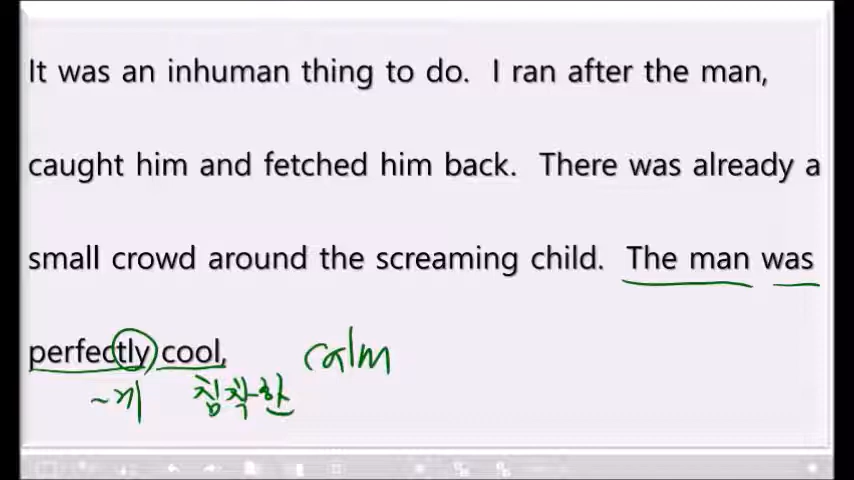 It was an inhuman thing to do. I ran after the man,
caught him and fetched him back. There was already a
small crowd around the screaming child. The man was
perfectly cool, calm
~게 침착한